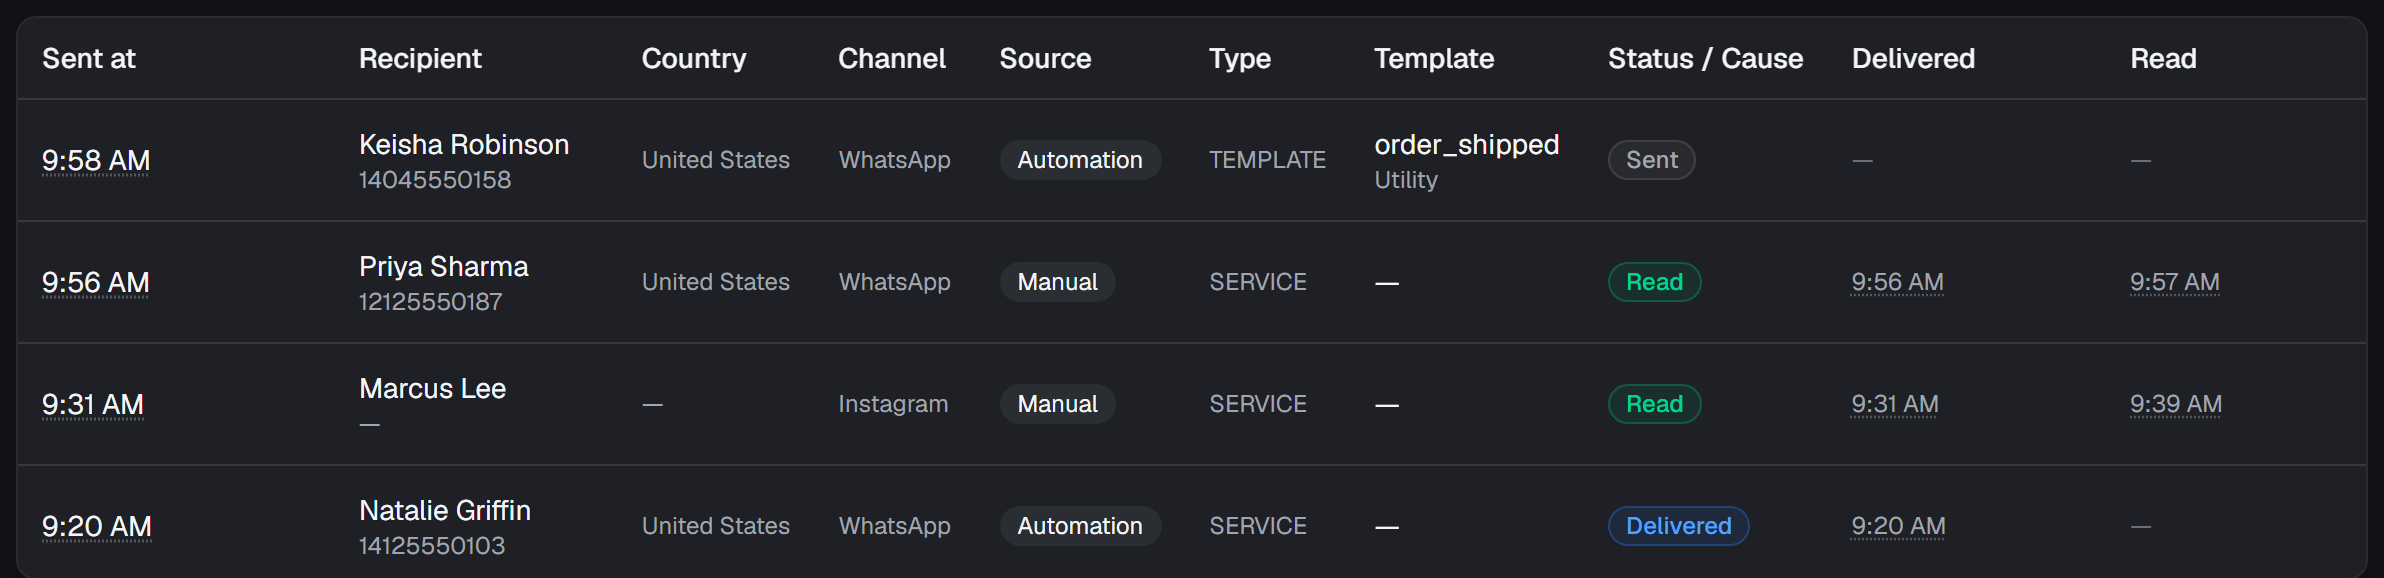 Sent at Recipient Country Channel Source Type Template Status / Cause Delivered Read
9:58 AM Keisha Robinson United States WhatsApp Automation TEMPLATE order_shipped Sent — —
14045550158 Utility
9:56 AM Priya Sharma United States WhatsApp Manual SERVICE — Read 9:56 AM 9:57 AM
12125550187
9:31 AM Marcus Lee — Instagram Manual SERVICE — Read 9:31 AM 9:39 AM
—
9:20 AM Natalie Griffin United States WhatsApp Automation SERVICE — Delivered 9:20 AM —
14125550103